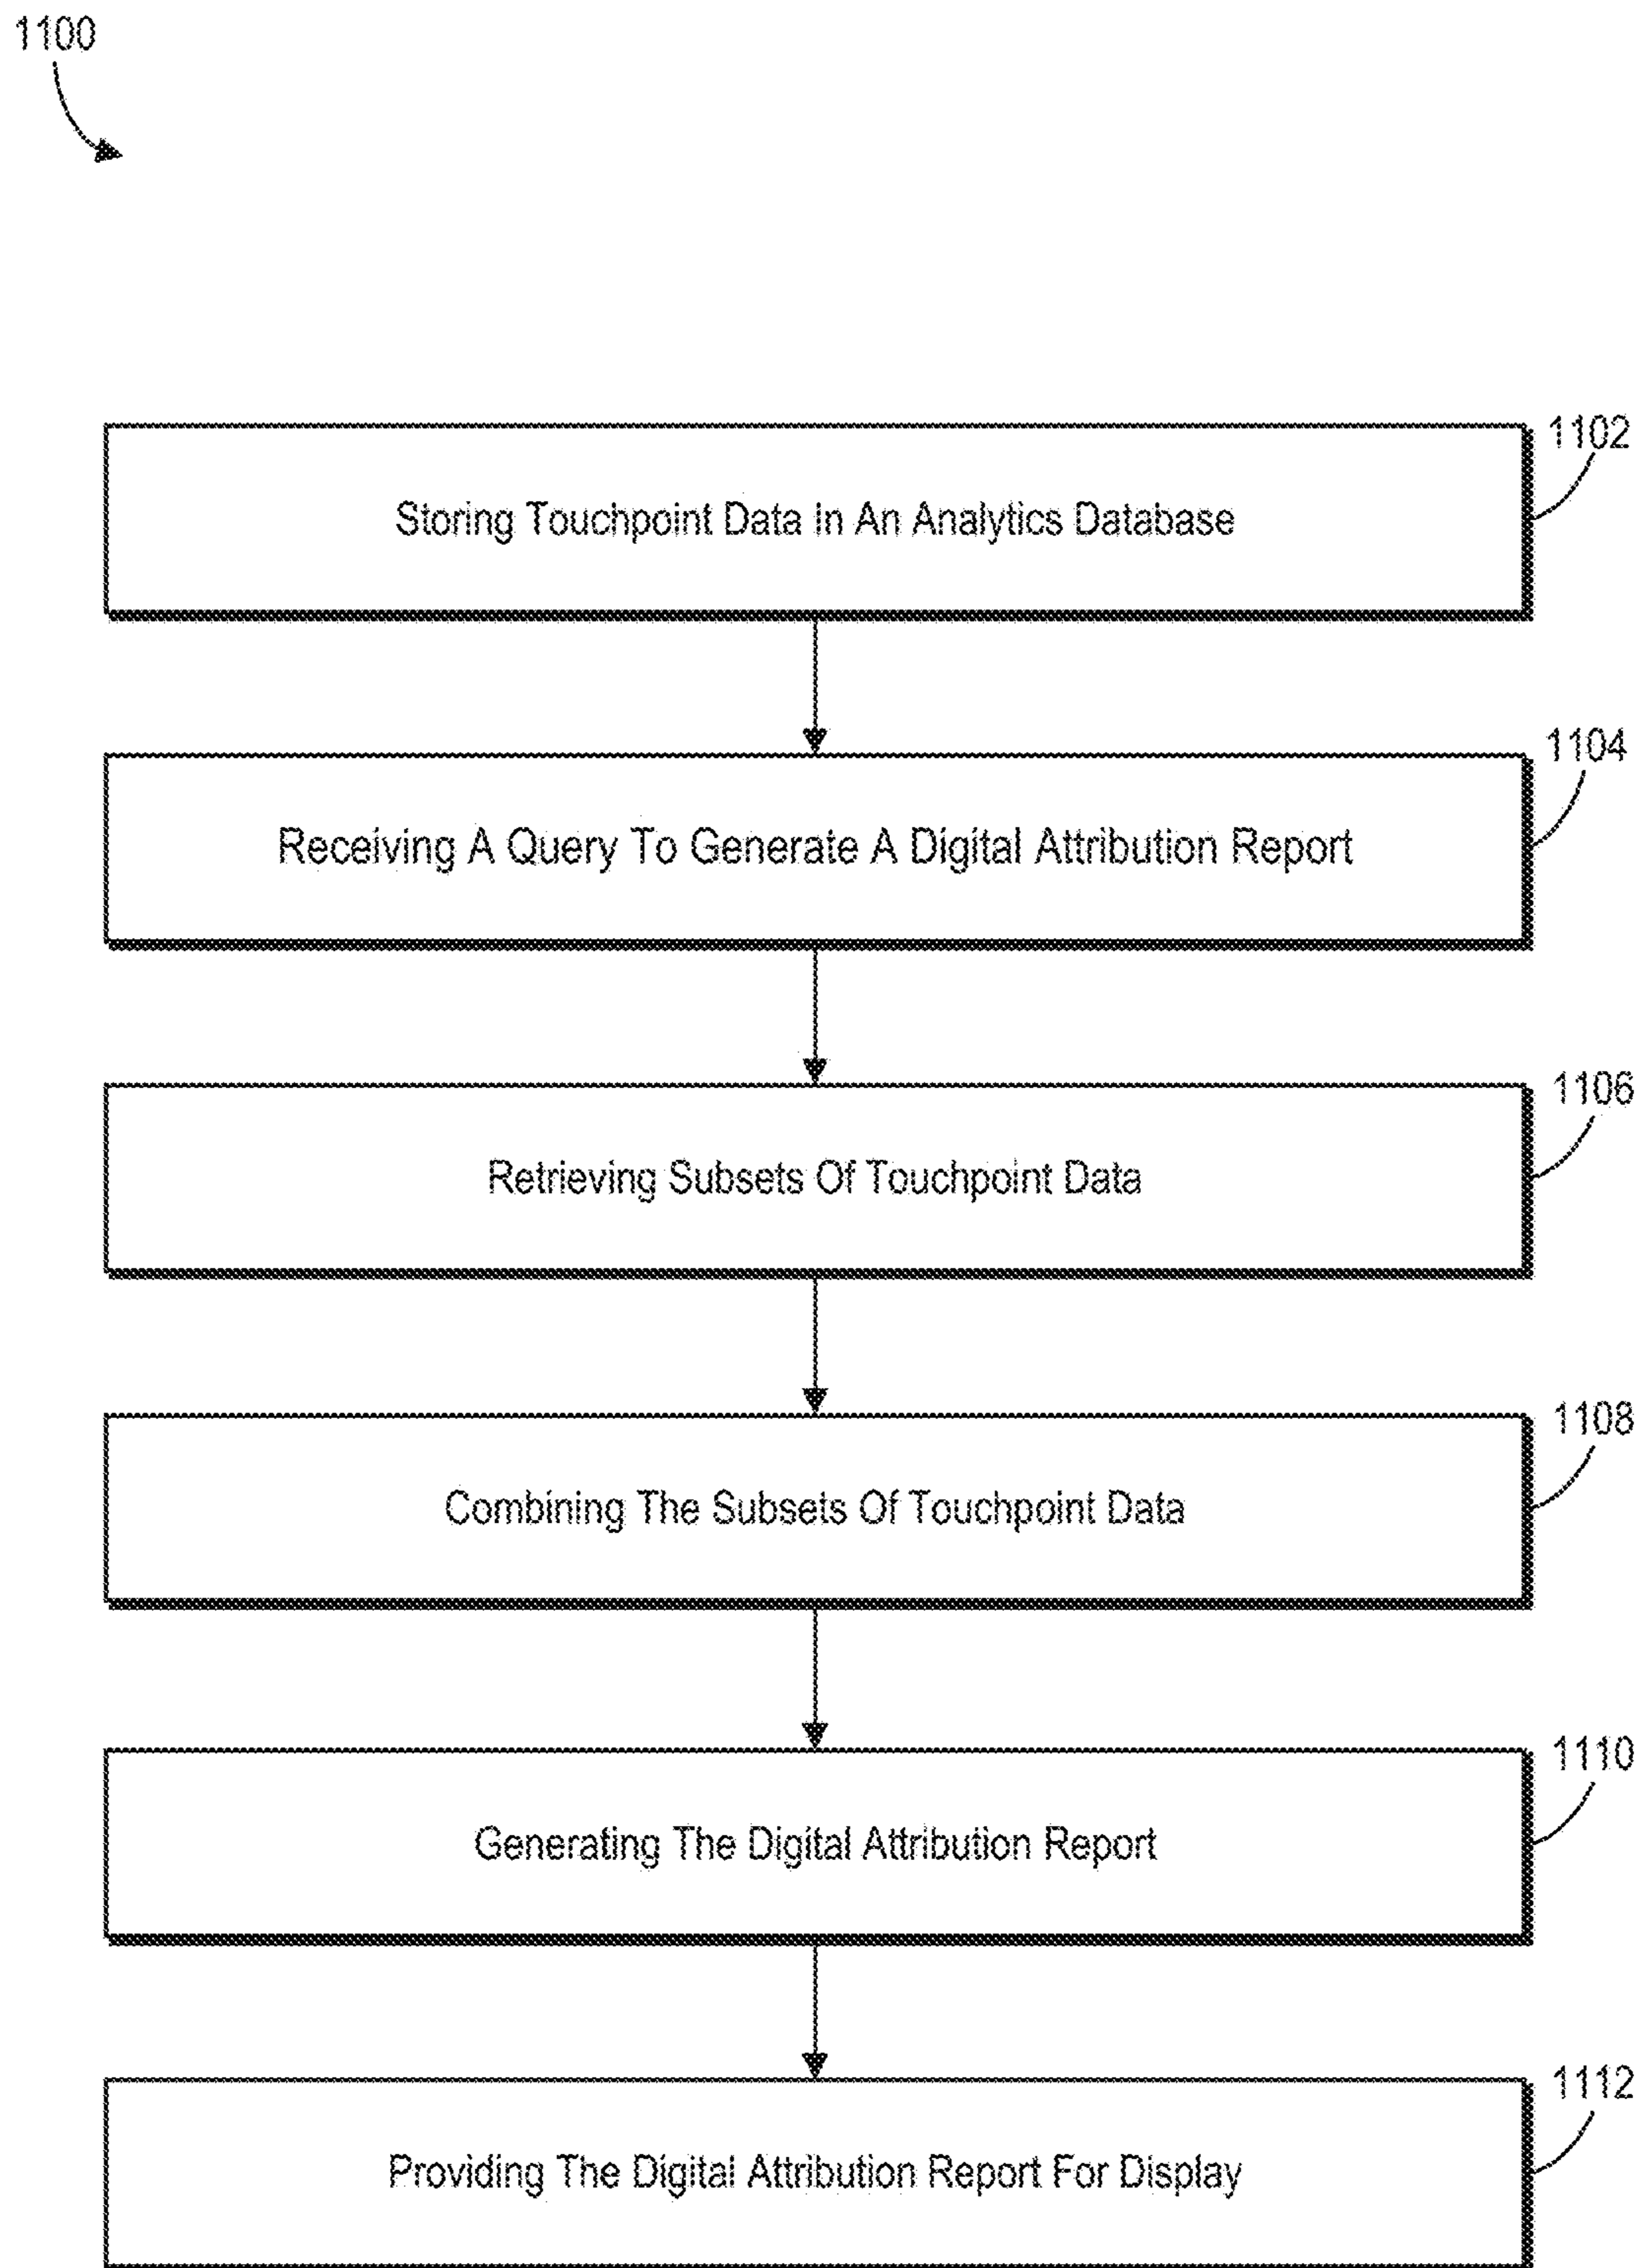 1100
1102
Storing Touchpoint Data In An Analytics Database
1104
Receiving A Query To Generate A Digital Attribution Report
1106
Retrieving Subsets Of Touchpoint Data
1108
Combining The Subsets Of Touchpoint Data
1110
Generating The Digital Attribution Report
1112
Providing The Digital Attribution Report For Display